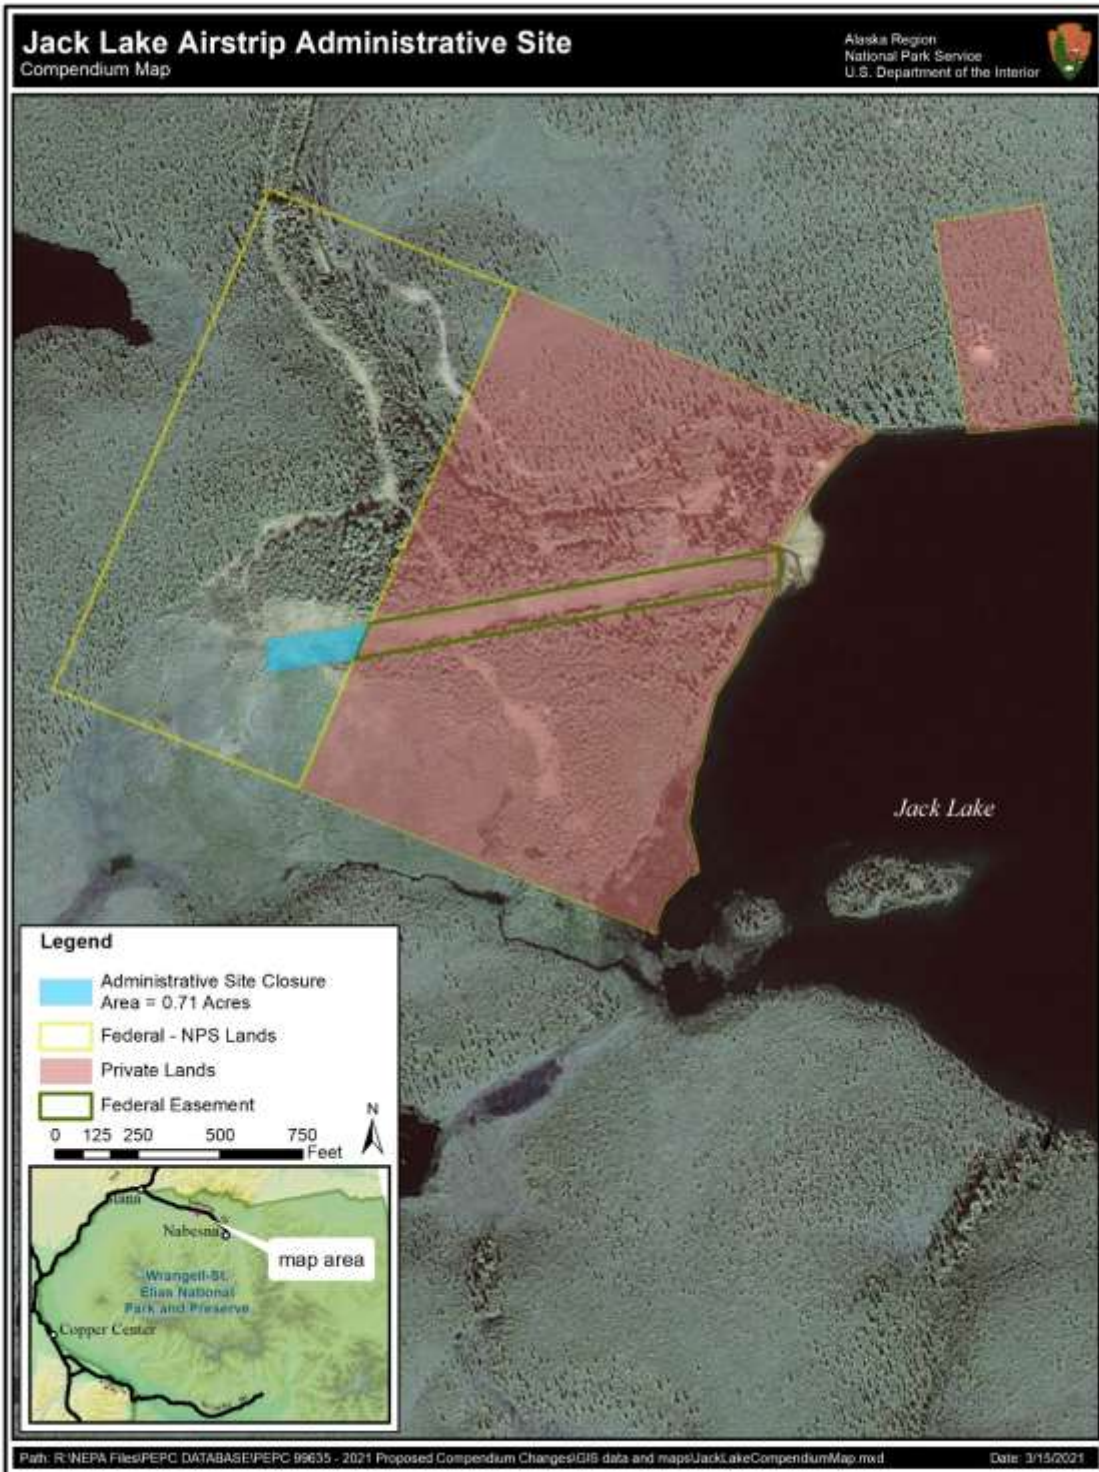 Jack Lake Airstrip Administrative Site
Compendium Map
Alaska Region
National Park Service
U.S. Department of the Interior
Jack Lake
Legend
Administrative Site Closure
Area = 0.71 Acres
Federal - NPS Lands
Private Lands
Federal Easement
N
0 125 250 500 750
Feet
Nabesna
map area
Wrangell-St.
Elias National
Park and Preserve
Copper Center
Path: R:\NEPA Files\PEPC DATABASE\PEPC 99635 - 2021 Proposed Compendium Changes\GIS data and maps\JackLakeCompendiumMap.mxd
Date: 3/15/2021